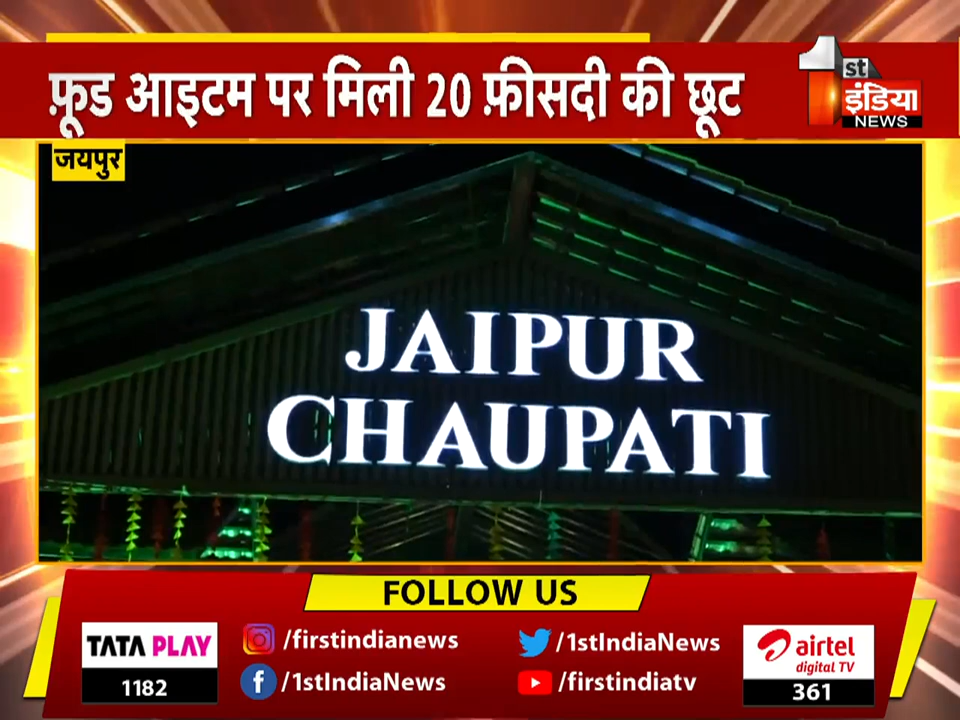 फ़ूड आइटम पर मिली 20 फ़ीसदी की छूट
1st
इंडिया
NEWS
जयपुर
JAIPUR
CHAUPATI
FOLLOW US
TATA PLAY
1182
/firstindianews
/1stIndiaNews
/1stIndiaNews
/firstindiatv
airtel
digital TV
361